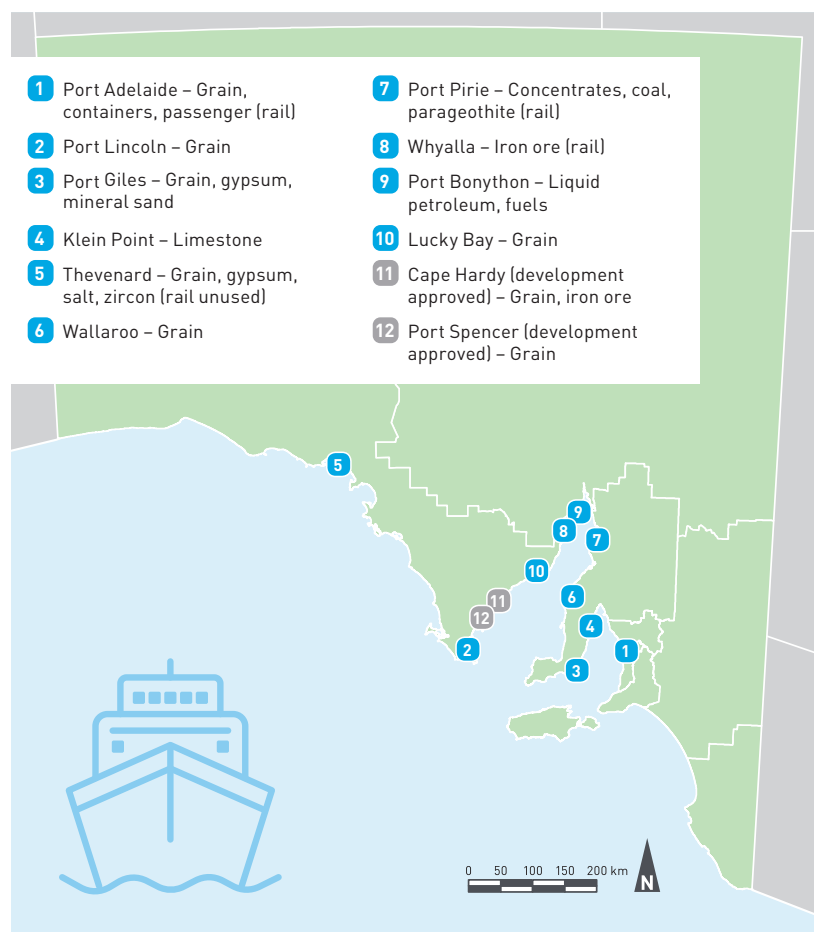 1 Port Adelaide – Grain,
containers, passenger (rail)
2 Port Lincoln – Grain
3 Port Giles – Grain, gypsum,
mineral sand
4 Klein Point – Limestone
5 Thevenard – Grain, gypsum,
salt, zircon (rail unused)
6 Wallaroo – Grain
7 Port Pirie – Concentrates, coal,
parageothite (rail)
8 Whyalla – Iron ore (rail)
9 Port Bonython – Liquid
petroleum, fuels
10 Lucky Bay – Grain
11 Cape Hardy (development
approved) – Grain, iron ore
12 Port Spencer (development
approved) – Grain
5
9
8
7
10
6
11
12
4
2
1
3
0 50 100 150 200 km
N